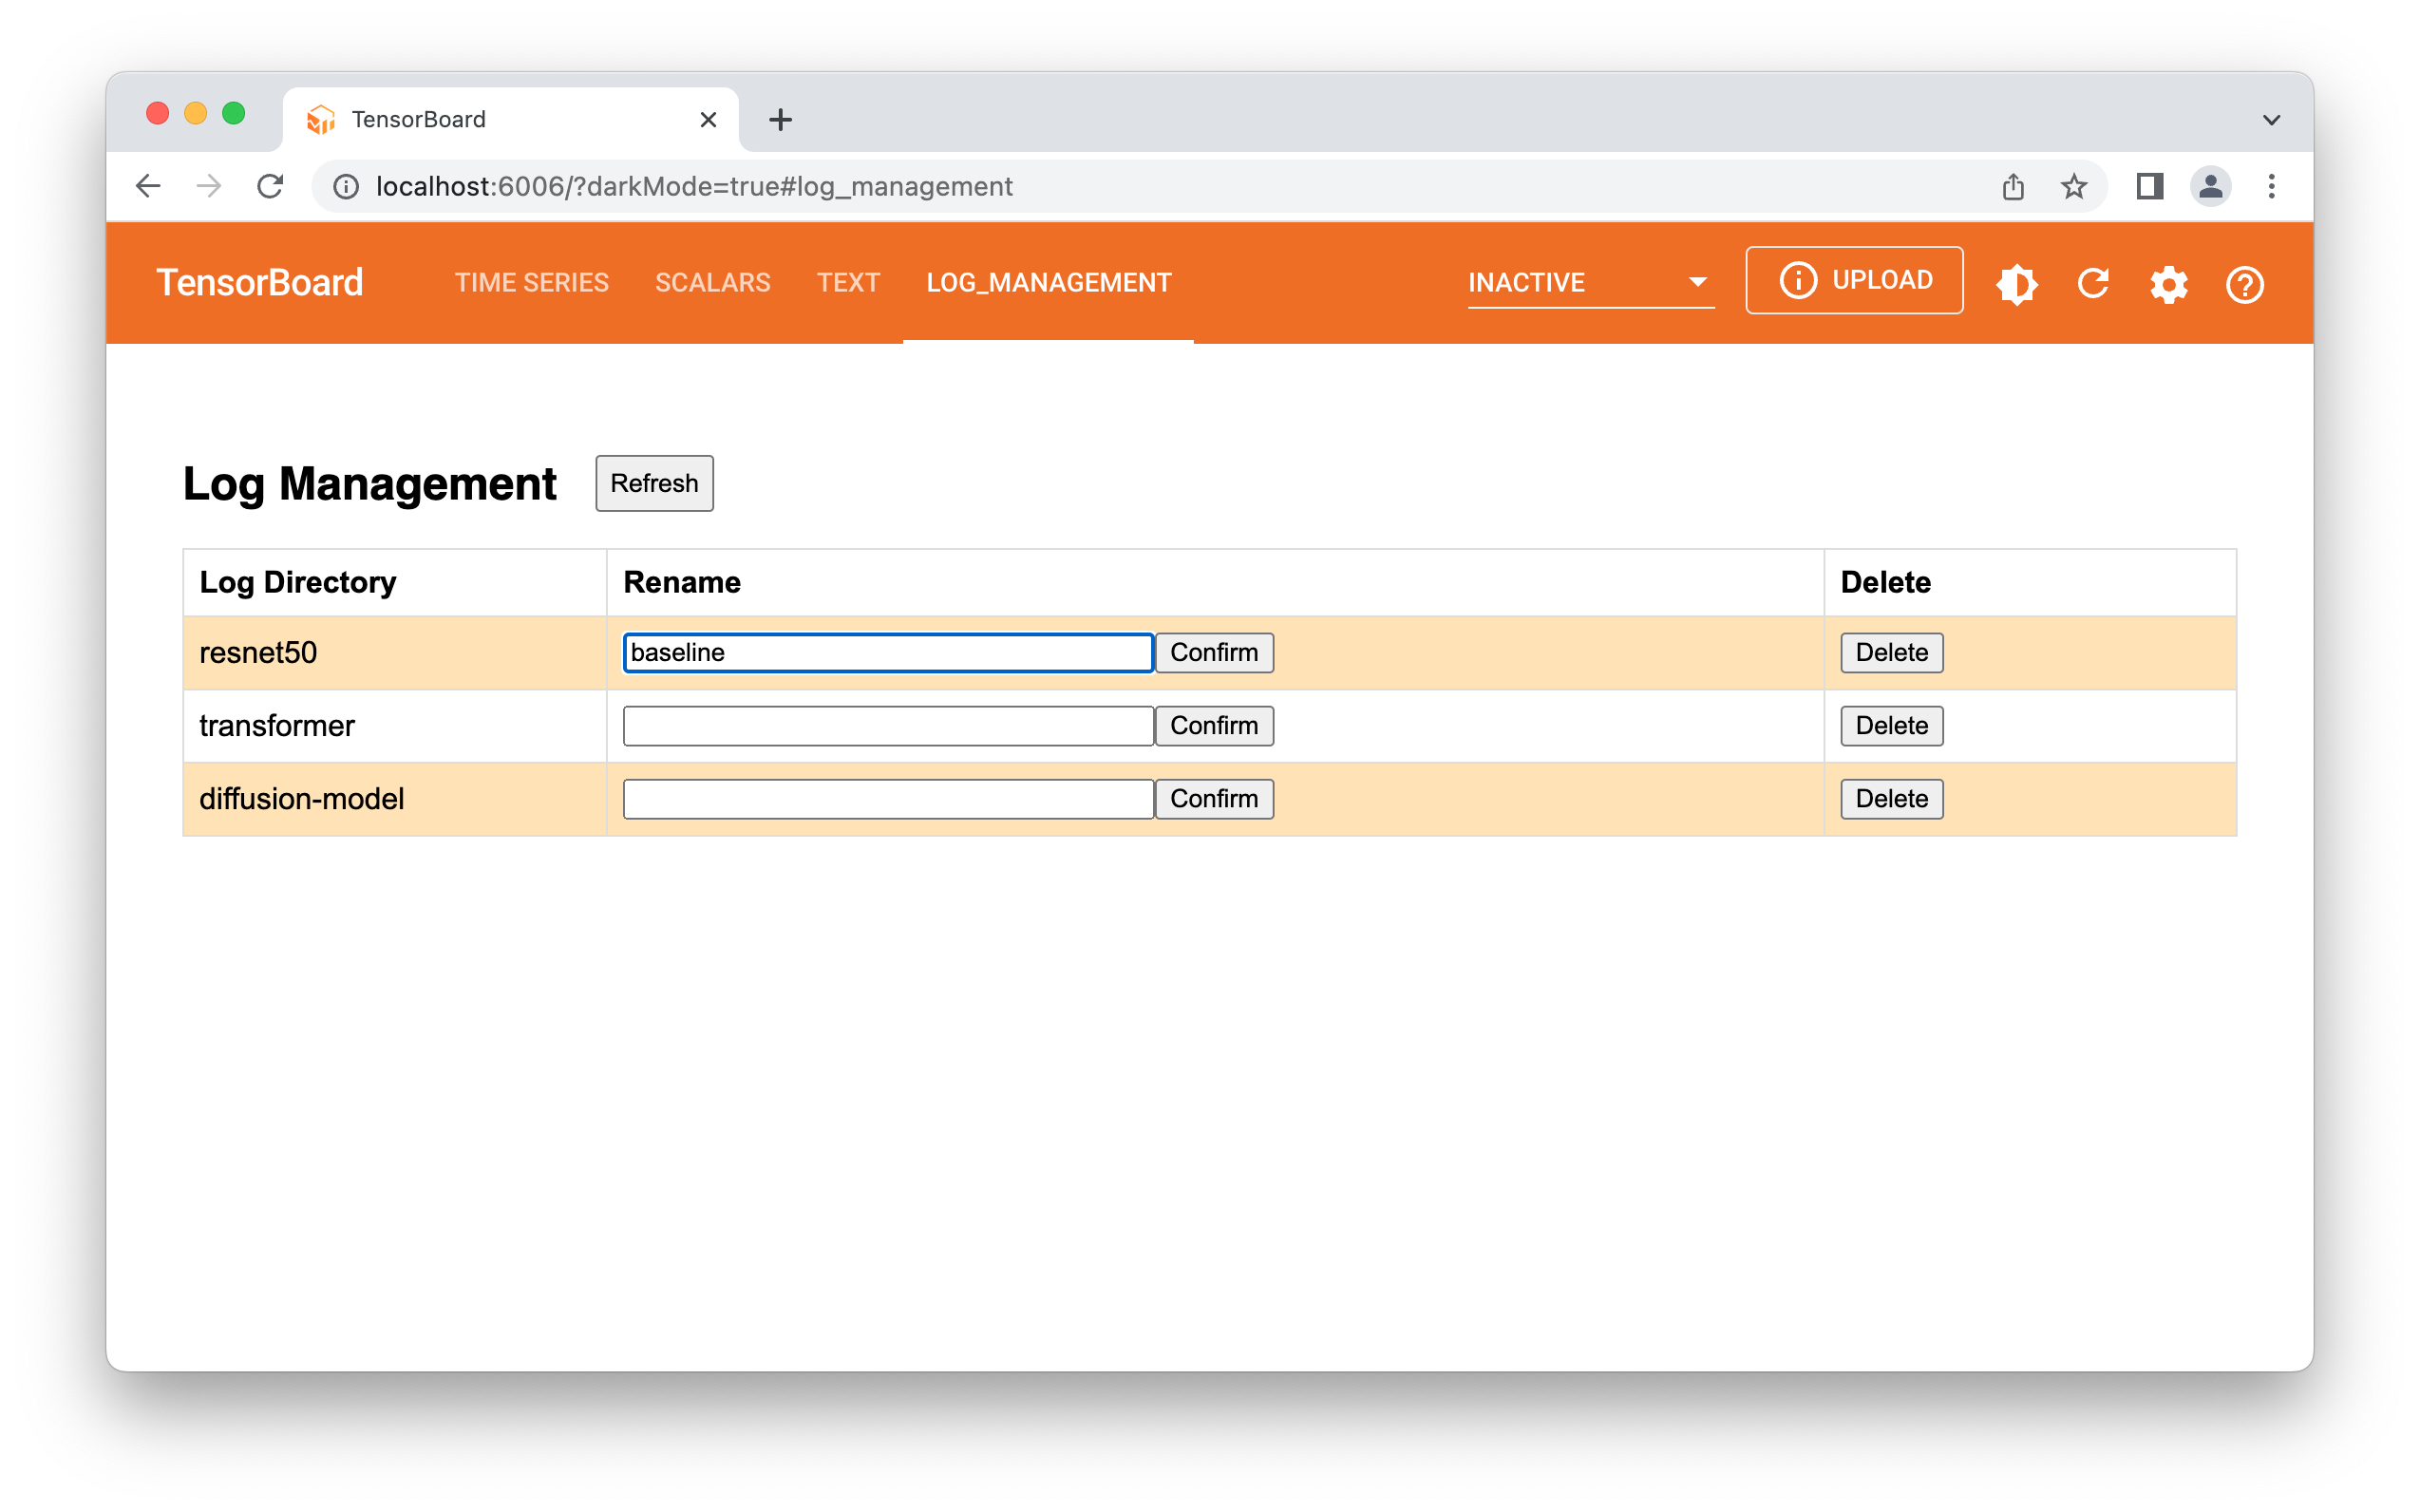 TensorBoard
localhost:6006/?darkMode=true#log_management
TensorBoard TIME SERIES SCALARS TEXT LOG_MANAGEMENT INACTIVE UPLOAD
Log Management Refresh
Log Directory Rename Delete
resnet50 baseline Confirm Delete
transformer Confirm Delete
diffusion-model Confirm Delete